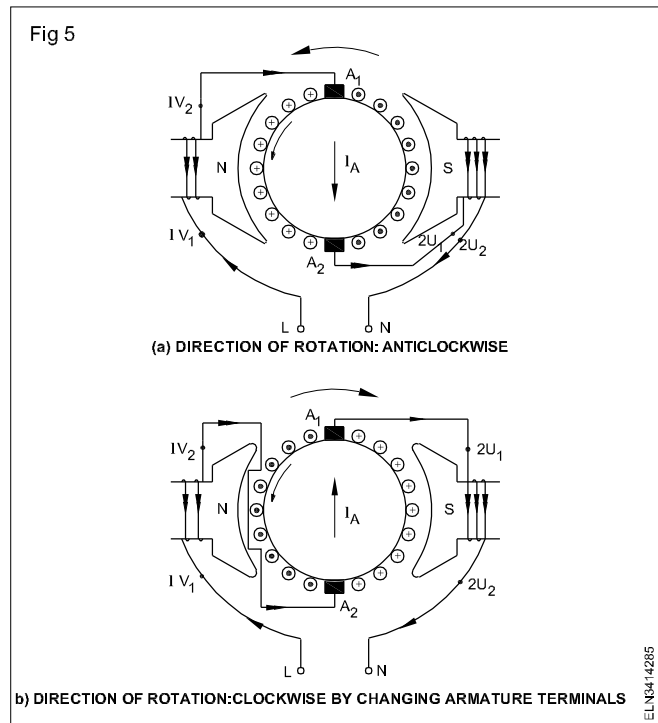 Fig 5
A1
IV2
N
IA
S
IV1
A2
2U1
2U2
L
N
(a) DIRECTION OF ROTATION: ANTICLOCKWISE
A1
IV2
2U1
N
IA
S
IV1
A2
2U2
L
N
b) DIRECTION OF ROTATION:CLOCKWISE BY CHANGING ARMATURE TERMINALS
ELN3414285